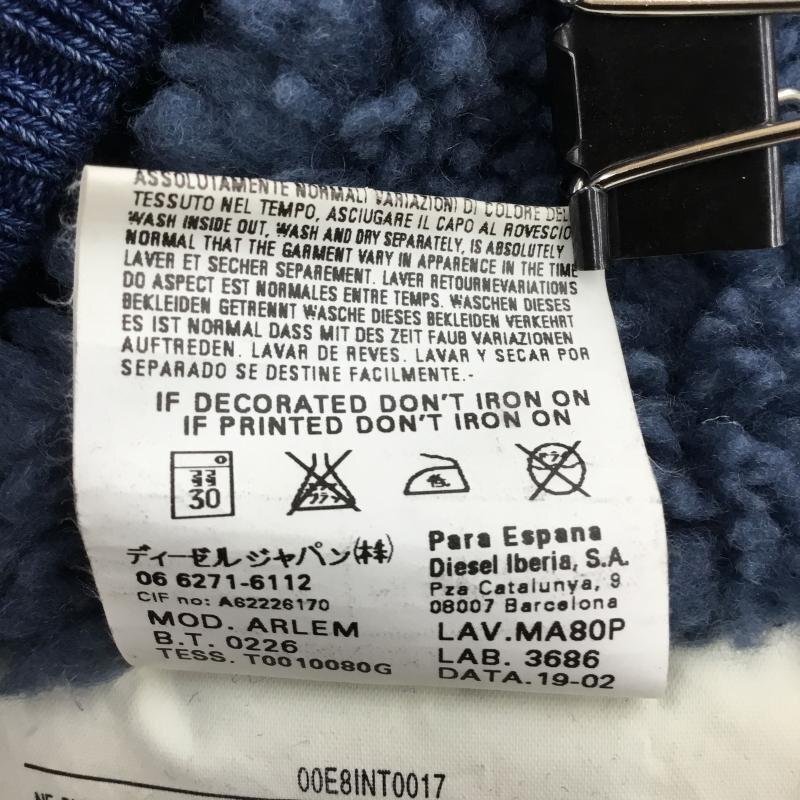 ASSOLUTAMENTE NORMALI VARIAZIONI DI COLORE DEL
TESSUTO NEL TEMPO, ASCIUGARE IL CAPO AL ROVESCIO
WASH INSIDE OUT, WASH AND DRY SEPARATELY, IS ABSOLUTELY
NORMAL THAT THE GARMENT VARY IN APPARENCE IN THE TIME
LAVER ET SECHER SEPAREMENT. LAVER RETOURNEVARIATIONS
DO ASPECT EST NORMALES ENTRE TEMPS. WASCHEN DIESES
BEKLEIDEN GETRENNT WASCHE DIESES BEKLEIDEN VERKEHRT
ES IST NORMAL DASS MIT DES ZEIT FAUB VARIAZIONEN
AUFTREDEN. LAVAR DE REVES. LAVAR Y SECAR POR
SEPARADO SE DESTINE FACILMENTE.-
IF DECORATED DON'T IRON ON
IF PRINTED DON'T IRON ON
30
低
ディーゼル ジャパン(株)
06 6271-6112
CIF no: A62226170
MOD. ARLEM
B.T. 0226
TESS. T0010080G
Para Espana
Diesel Iberia, S.A.
Pza Catalunya, 9
08007 Barcelona
LAV.MA80P
LAB. 3686
DATA.19-02
00E8INT0017